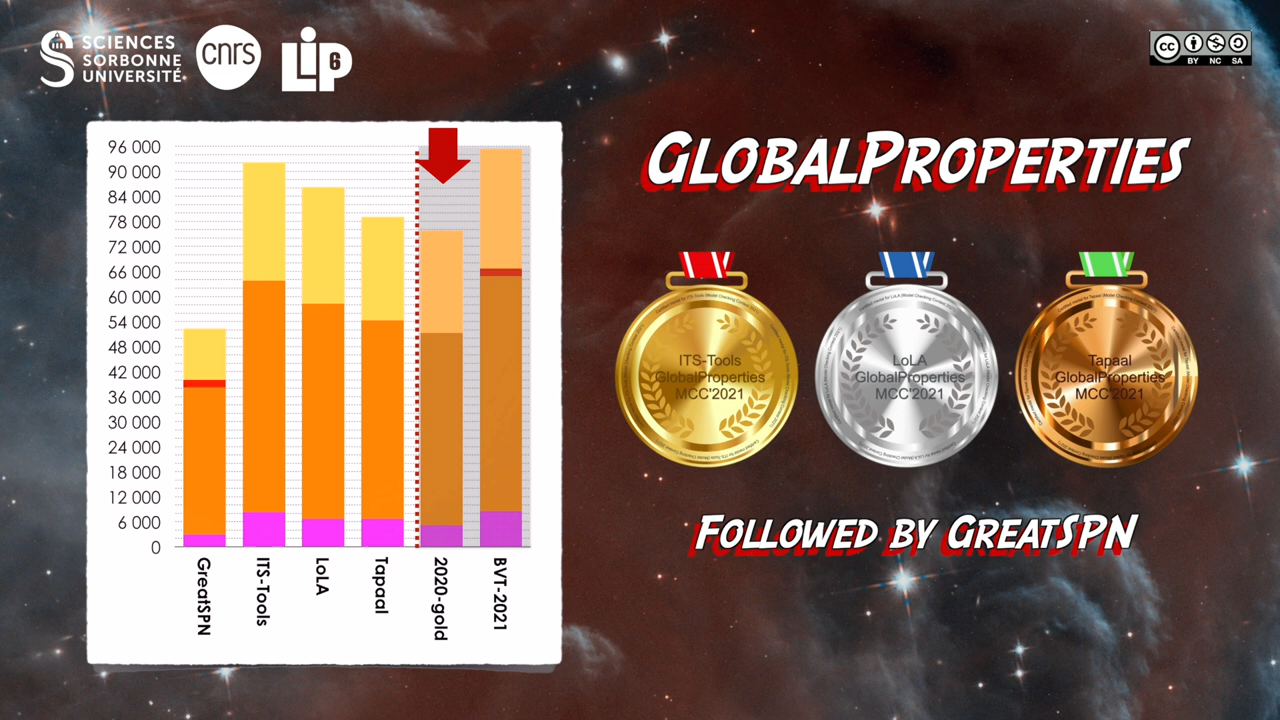 SCIENCES
SORBONNE
UNIVERSITÉ
cnrs
LIP6
CC BY NC SA
GLOBALPROPERTIES
96 000
90 000
84 000
78 000
72 000
66 000
60 000
54 000
48 000
42 000
36 000
30 000
24 000
18 000
12 000
6 000
0
GreatSPN
ITS-Tools
LoLA
Tapaal
2020-gold
BVT-2021
ITS-Tools
GlobalProperties
MCC'2021
LoLA
GlobalProperties
MCC'2021
Tapaal
GlobalProperties
MCC'2021
FOLLOWED BY GREATSPN